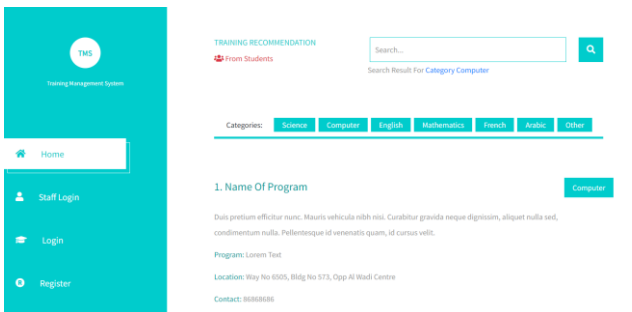 TMS
Training Management System
Home
Staff Login
Login
Register
TRAINING RECOMMENDATION
From Students
Search...
Search Result For Category Computer
Categories: Science Computer English Mathematics French Arabic Other
1. Name Of Program
Computer
Duis pretium efficitur nunc. Mauris vehicula nibh nisi. Curabitur gravida neque dignissim, aliquet nulla sed,
condimentum nulla. Pellentesque id venenatis quam, id cursus velit.
Program: Lorem Text
Location: Way No 6505, Bldg No 573, Opp Al Wadi Centre
Contact: 86868686